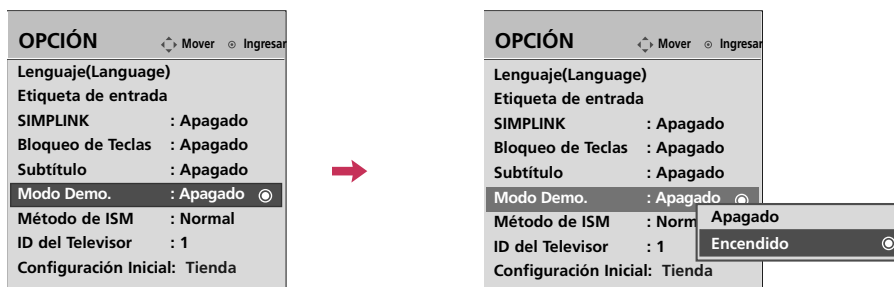 OPCIÓN Mover Ingresar
Lenguaje(Language)
Etiqueta de entrada
SIMPLINK : Apagado
Bloqueo de Teclas : Apagado
Subtítulo : Apagado
Modo Demo. : Apagado
Método de ISM : Normal
ID del Televisor : 1
Configuración Inicial: Tienda
OPCIÓN Mover Ingresar
Lenguaje(Language)
Etiqueta de entrada
SIMPLINK : Apagado
Bloqueo de Teclas : Apagado
Subtítulo : Apagado
Modo Demo. : Apagado
Método de ISM : Norm
ID del Televisor : 1
Configuración Inicial: Tienda
Apagado
Encendido